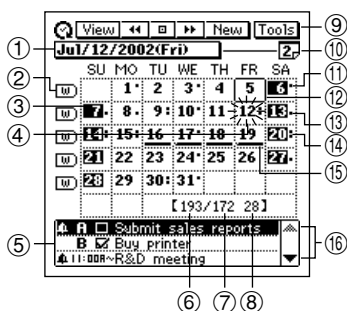 View New Tools ⑨
① Jul/12/2002(Fri) 2 ⑩
SU MO TU WE TH FR SA ⑪
② W 1 2 3 4 5 6 ⑫
③ W 7 8 9 10 11 12 13 ⑬
④ W 14 15 16 17 18 19 20 ⑭
W 21 22 23 24 25 26 27 ⑮
W 28 29 30 31
【193/172 28】
⑤ A Submit sales reports ⑯
B Buy printer
11:00A~R&D meeting
⑥ ⑦ ⑧